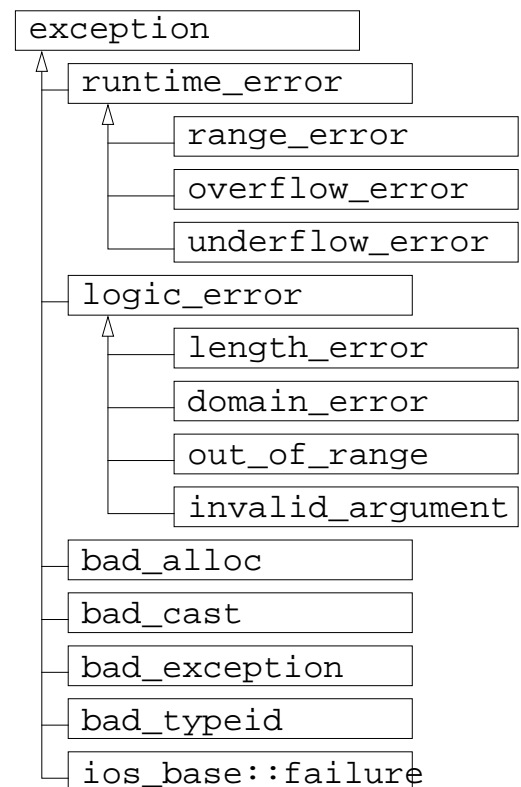 exception
runtime_error
range_error
overflow_error
underflow_error
logic_error
length_error
domain_error
out_of_range
invalid_argument
bad_alloc
bad_cast
bad_exception
bad_typeid
ios_base::failure